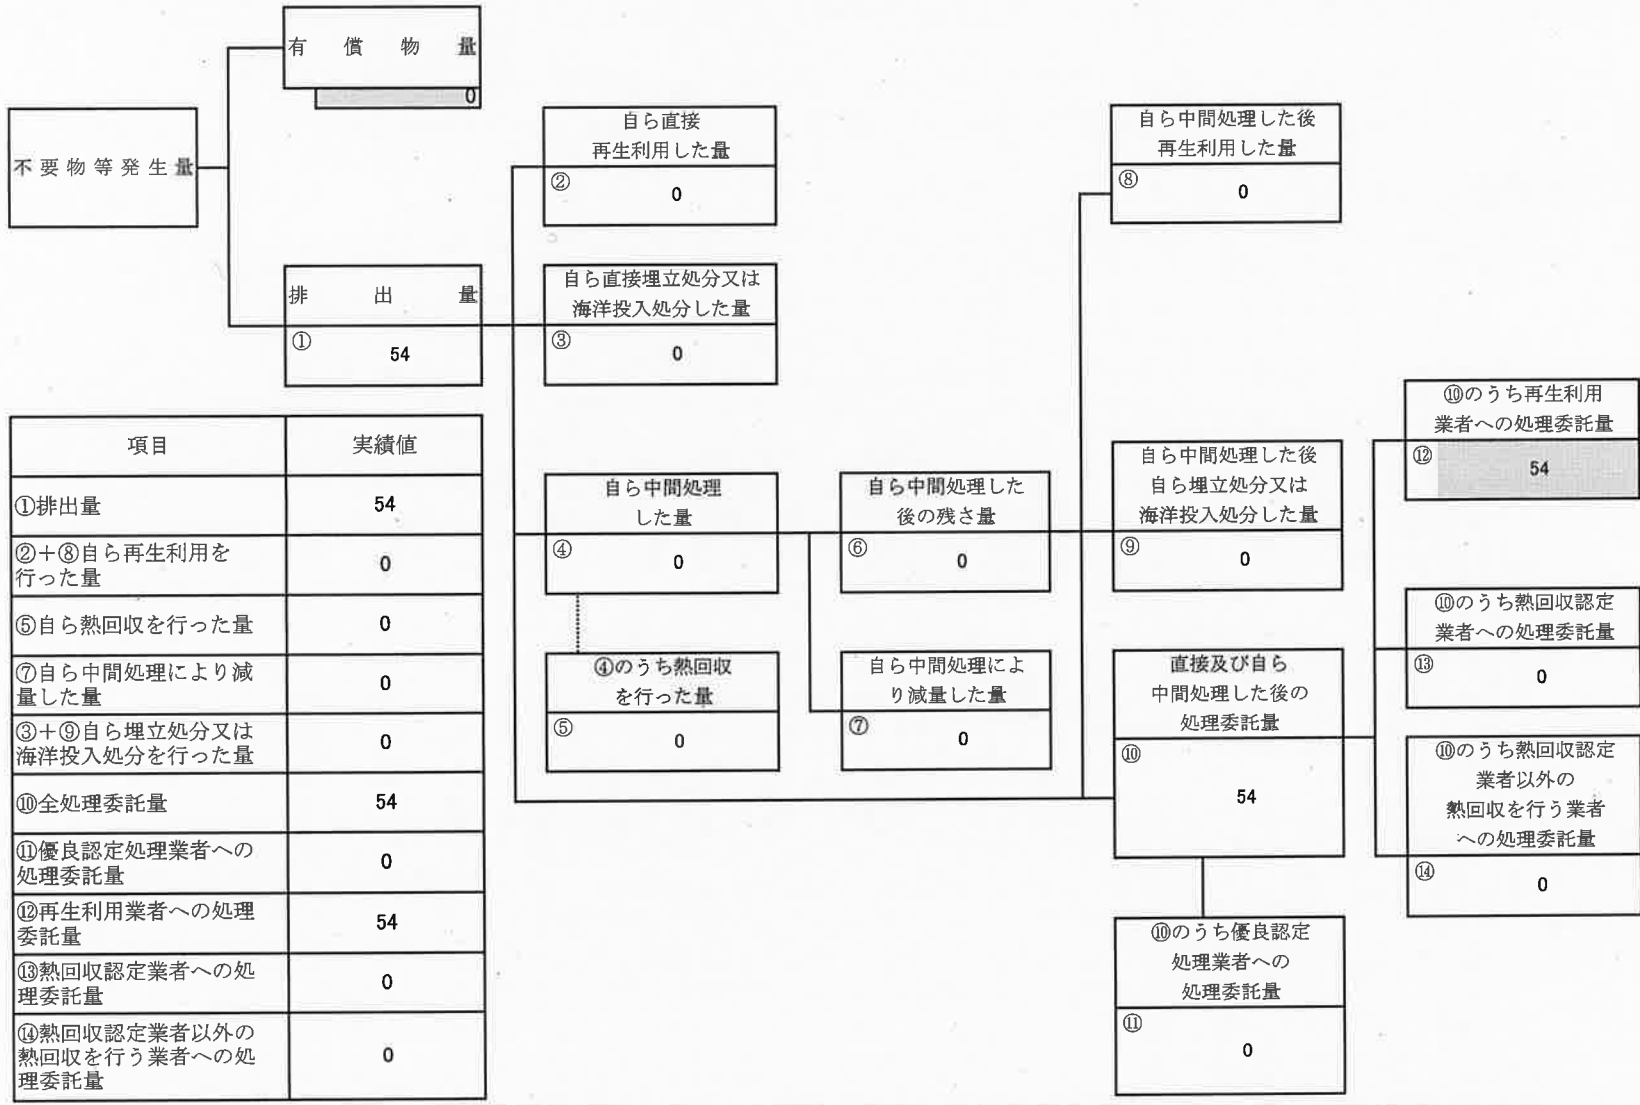 有償物量
0
不要物等発生量
排出量
①
54
自ら直接
再生利用した量
②
0
自ら直接埋立処分又は
海洋投入処分した量
③
0
自ら中間処理
した量
④
0
④のうち熱回収
を行った量
⑤
0
自ら中間処理した
後の残さ量
⑥
0
自ら中間処理によ
り減量した量
⑦
0
自ら中間処理した後
再生利用した量
⑧
0
自ら中間処理した後
自ら埋立処分又は
海洋投入処分した量
⑨
0
直接及び自ら
中間処理した後の
処理委託量
⑩
54
⑩のうち優良認定
処理業者への
処理委託量
⑪
0
⑩のうち再生利用
業者への処理委託量
⑫
54
⑩のうち熱回収認定
業者への処理委託量
⑬
0
⑩のうち熱回収認定
業者以外の
熱回収を行う業者
への処理委託量
⑭
0
項目 実績値
①排出量 54
②+⑧自ら再生利用を
行った量 0
⑤自ら熱回収を行った量 0
⑦自ら中間処理により減
量した量 0
③+⑨自ら埋立処分又は
海洋投入処分を行った量 0
⑩全処理委託量 54
⑪優良認定処理業者への
処理委託量 0
⑫再生利用業者への処理
委託量 54
⑬熱回収認定業者への処
理委託量 0
⑭熱回収認定業者以外の
熱回収を行う業者への処
理委託量 0